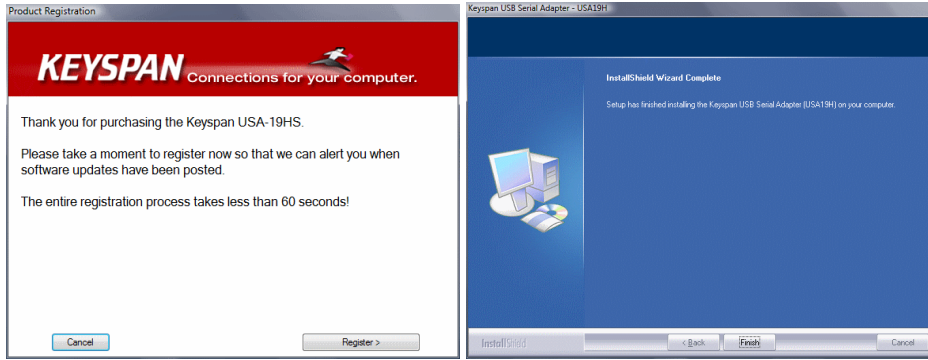 Product Registration
KEYSPAN Connections for your computer.
Thank you for purchasing the Keyspan USA-19HS.
Please take a moment to register now so that we can alert you when
software updates have been posted.
The entire registration process takes less than 60 seconds!
Cancel
Register >
Keyspan USB Serial Adapter - USA19H
InstallShield Wizard Complete
Setup has finished installing the Keyspan USB Serial Adapter (USA19H) on your computer.
InstallShield
< Back
Finish
Cancel